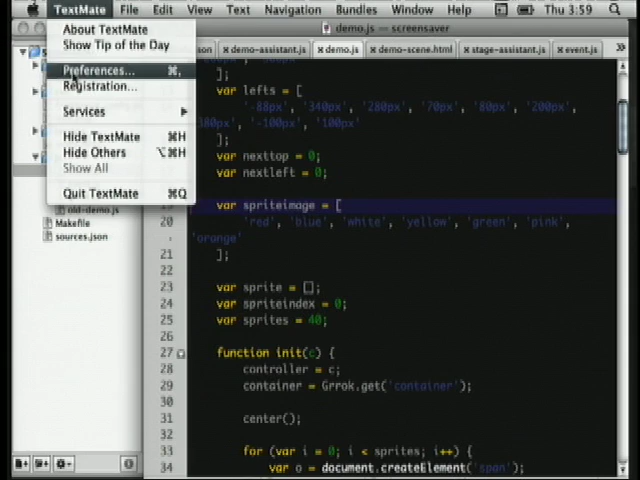 TextMate File Edit View Text Navigation Bundles Window Help Thu 3:59
demo.js — screensaver
About TextMate
Show Tip of the Day
Preferences... ⌘,
Registration...
Services
Hide TextMate ⌘H
Hide Others ⌥⌘H
Show All
Quit TextMate ⌘Q
old-demo.js
Makefile
sources.json
demo-assistant.js demo.js demo-scene.html stage-assistant.js event.js
];
var lefts = [
'-88px', '340px', '280px', '70px', '80px', '200px',
'-100px', '100px'
];
var nexttop = 0;
var nextleft = 0;
var spriteimage = [
20 'red', 'blue', 'white', 'yellow', 'green', 'pink',
'orange'
21 ];
22
23 var sprite = [];
24 var spriteindex = 0;
25 var sprites = 40;
26
27 function init(c) {
28 controller = c;
29 container = Grrok.get('container');
30
31 center();
32
33 for (var i = 0; i < sprites; i++) {
34 var o = document.createElement('span');